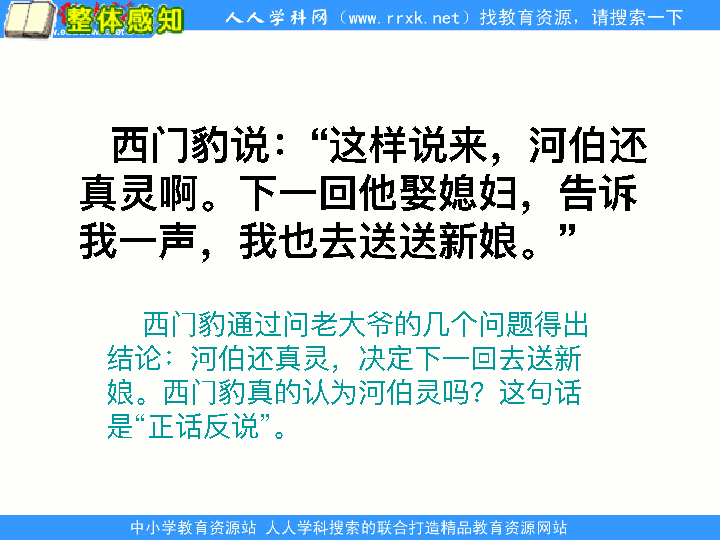 整体感知
人人学科网（www.rrxk.net）找教育资源，请搜索一下
西门豹说：“这样说来，河伯还
真灵啊。下一回他娶媳妇，告诉
我一声，我也去送送新娘。”
西门豹通过问老大爷的几个问题得出
结论：河伯还真灵，决定下一回去送新
娘。西门豹真的认为河伯灵吗？这句话
是“正话反说”。
中小学教育资源站 人人学科搜索的联合打造精品教育资源网站